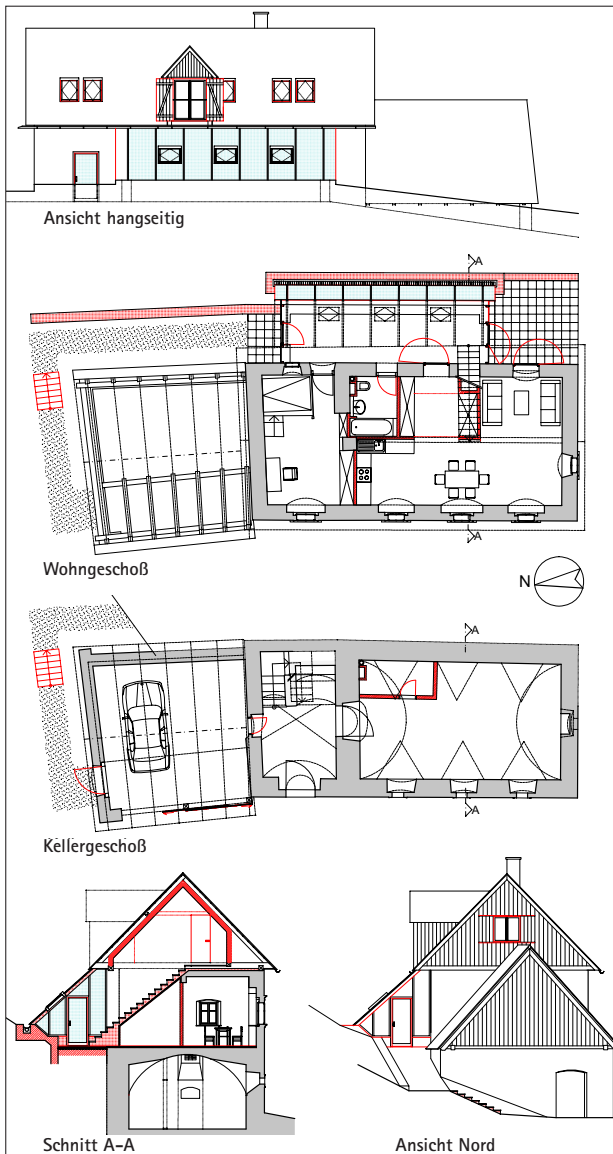 Ansicht hangseitig
A
A
Wohngeschoß
N
A
A
Kellergeschoß
Schnitt A-A
Ansicht Nord